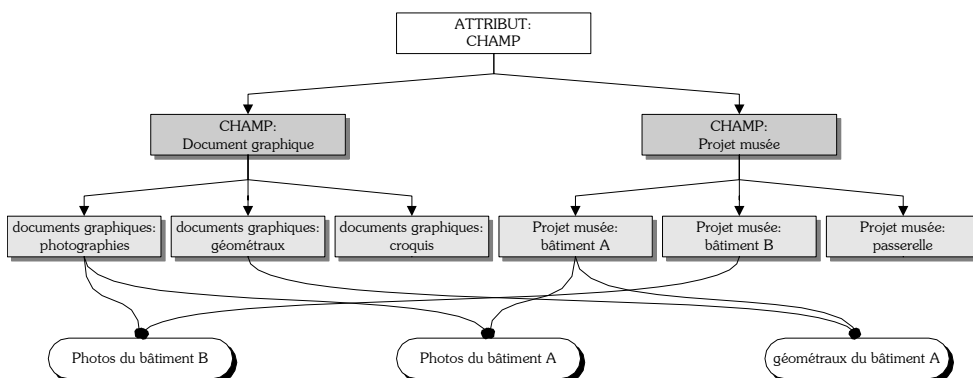 ATTRIBUT:
CHAMP
CHAMP:
Document graphique
CHAMP:
Projet musée
documents graphiques:
photographies
documents graphiques:
géométraux
documents graphiques:
croquis
Projet musée:
bâtiment A
Projet musée:
bâtiment B
Projet musée:
passerelle
Photos du bâtiment B
Photos du bâtiment A
géométraux du bâtiment A